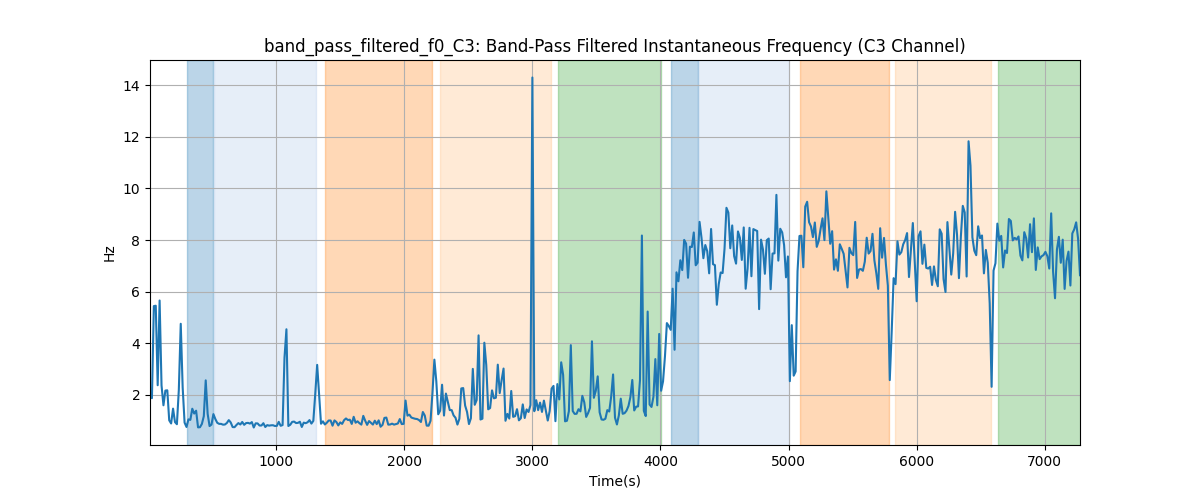 band_pass_filtered_f0_C3: Band-Pass Filtered Instantaneous Frequency (C3 Channel)
14
12
10
8
6
4
2
Hz
1000 2000 3000 4000 5000 6000 7000
Time(s)